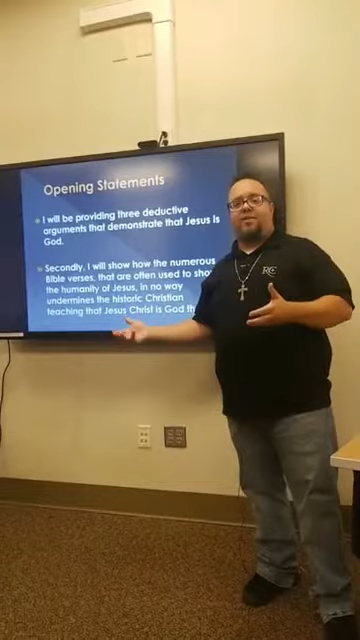 Opening Statements
I will be providing three deductive
arguments that demonstrate that Jesus is
God.
Secondly, I will show how the numerous
Bible verses, that are often used to
the humanity of Jesus, in no way
undermines the historic Christian
teaching that Jesus Christ is God
RC